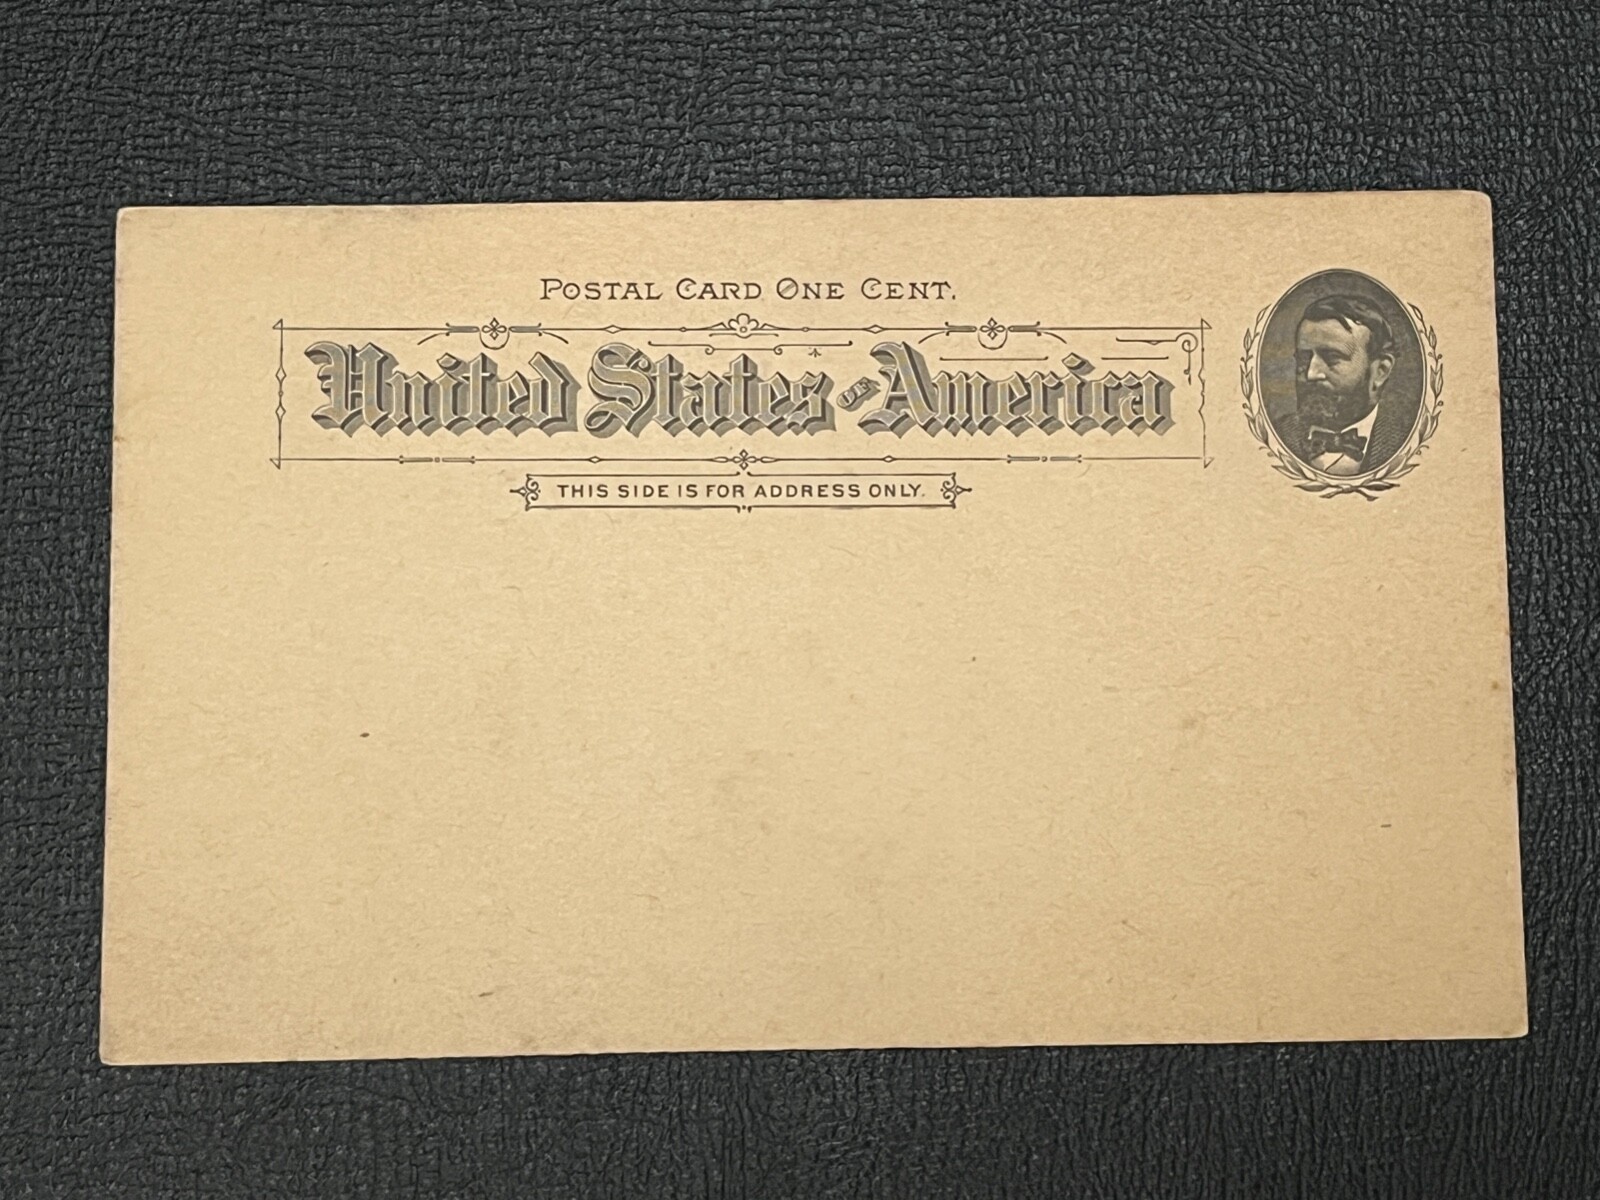 POSTAL CARD ONE CENT.
United States OF America
THIS SIDE IS FOR ADDRESS ONLY.